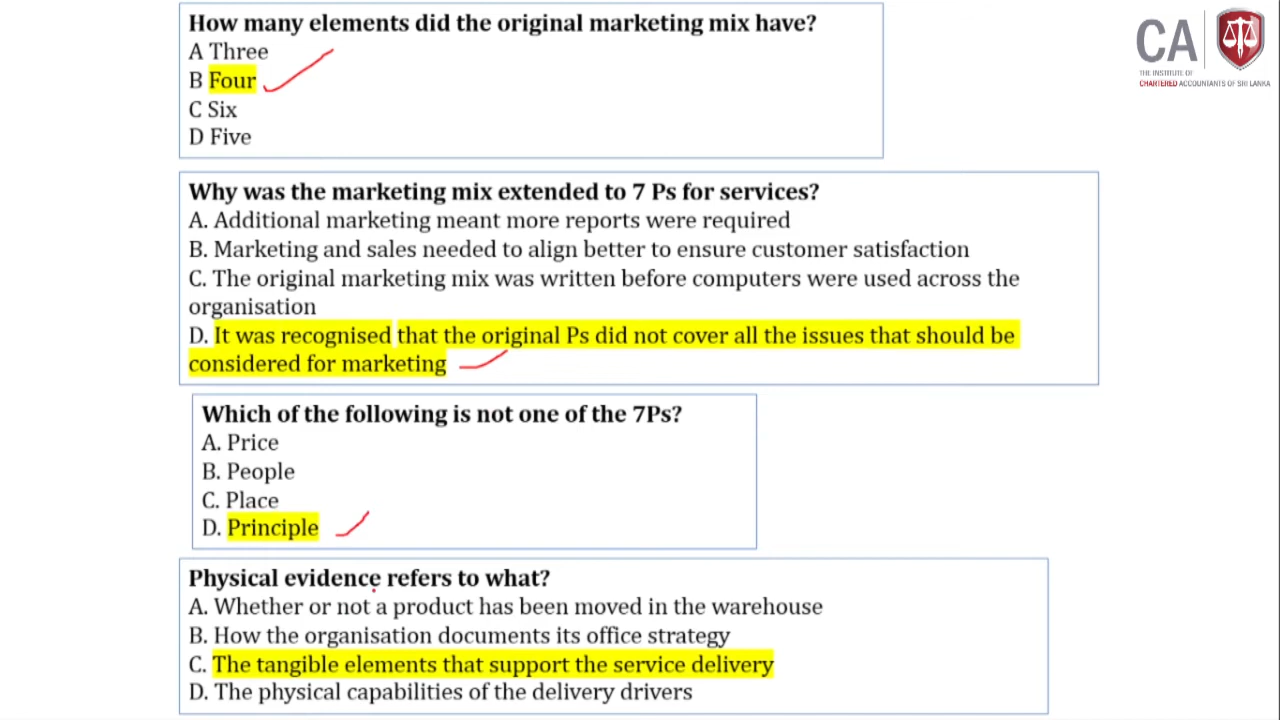 How many elements did the original marketing mix have?
A Three
B Four
C Six
D Five
CA
THE INSTITUTE OF
CHARTERED ACCOUNTANTS OF SRI LANKA
Why was the marketing mix extended to 7 Ps for services?
A. Additional marketing meant more reports were required
B. Marketing and sales needed to align better to ensure customer satisfaction
C. The original marketing mix was written before computers were used across the
organisation
D. It was recognised that the original Ps did not cover all the issues that should be
considered for marketing
Which of the following is not one of the 7Ps?
A. Price
B. People
C. Place
D. Principle
Physical evidence refers to what?
A. Whether or not a product has been moved in the warehouse
B. How the organisation documents its office strategy
C. The tangible elements that support the service delivery
D. The physical capabilities of the delivery drivers